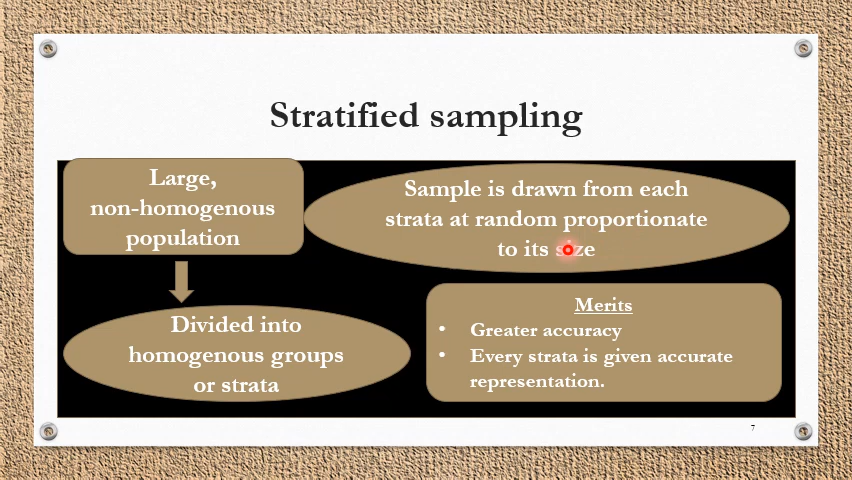 Stratified sampling
Large,
non-homogenous
population
Sample is drawn from each
strata at random proportionate
to its size
Divided into
homogenous groups
or strata
Merits
• Greater accuracy
• Every strata is given accurate
representation.
7